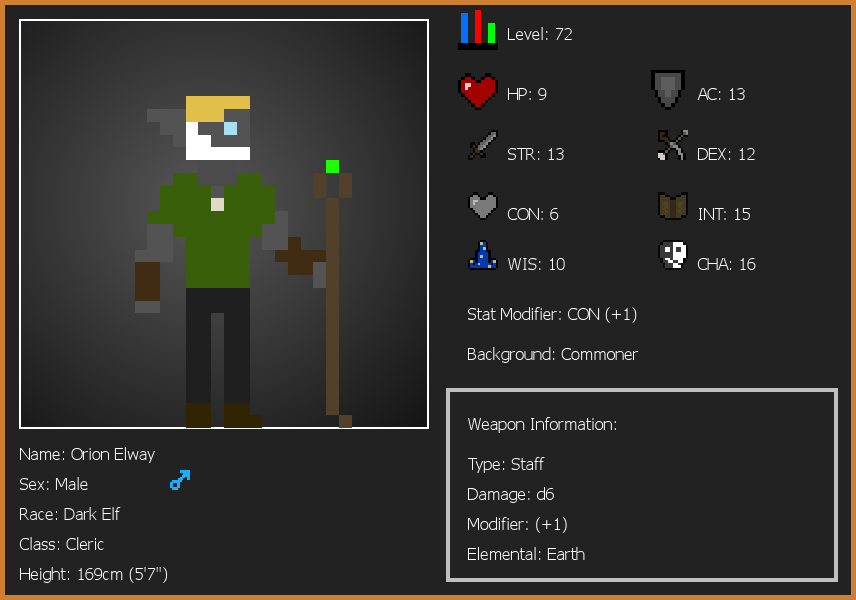 Level: 72
HP: 9
AC: 13
STR: 13
DEX: 12
CON: 6
INT: 15
WIS: 10
CHA: 16
Stat Modifier: CON (+1)
Background: Commoner
Weapon Information:
Type: Staff
Damage: d6
Modifier: (+1)
Elemental: Earth
Name: Orion Elway
Sex: Male
Race: Dark Elf
Class: Cleric
Height: 169cm (5'7")